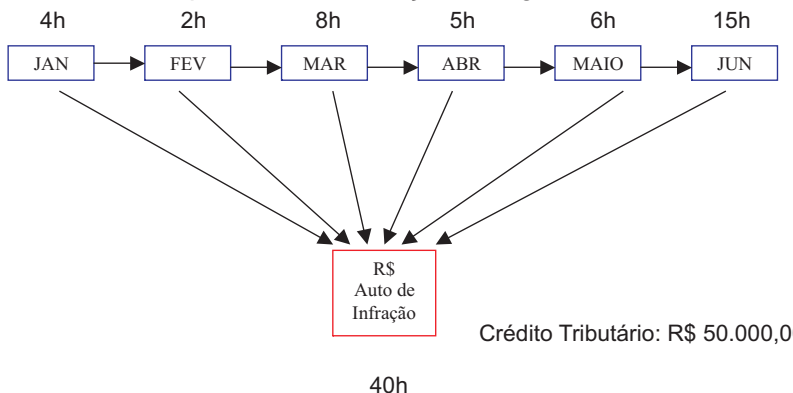 4h 2h 8h 5h 6h 15h
JAN FEV MAR ABR MAIO JUN
R$
Auto de
Infração
Crédito Tributário: R$ 50.000,0
40h